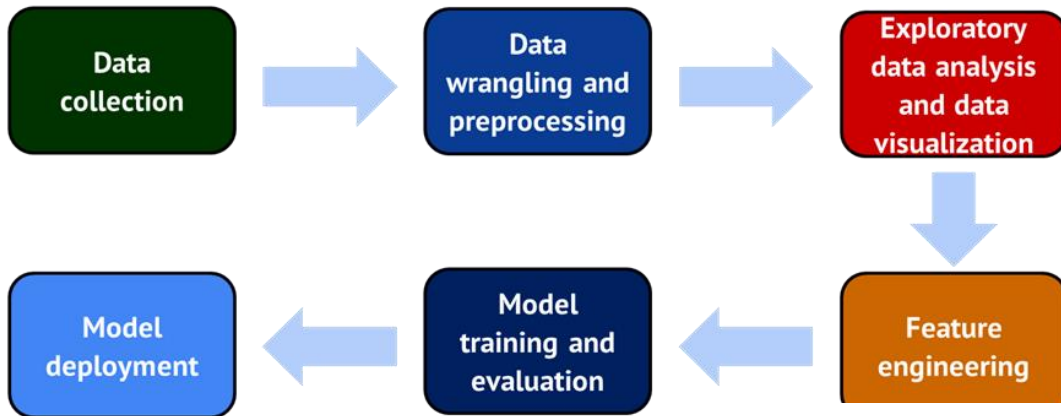 Data
collection
Data
wrangling and
preprocessing
Exploratory
data analysis
and data
visualization
Feature
engineering
Model
training and
evaluation
Model
deployment